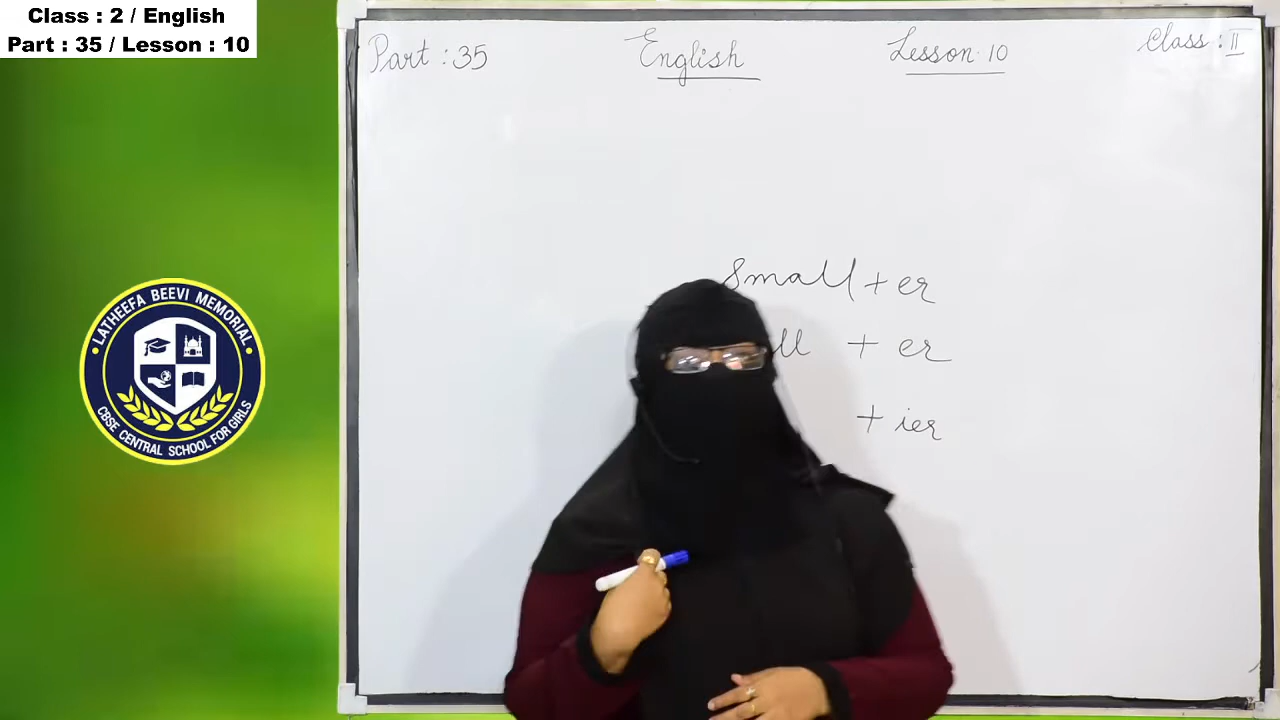 Class : 2 / English
Part : 35 / Lesson : 10
Part : 35 English Lesson 10 Class : II
Small + er
+ er
+ ier
LATHEEFA BEEVI MEMORIAL
CBSE CENTRAL SCHOOL FOR GIRLS